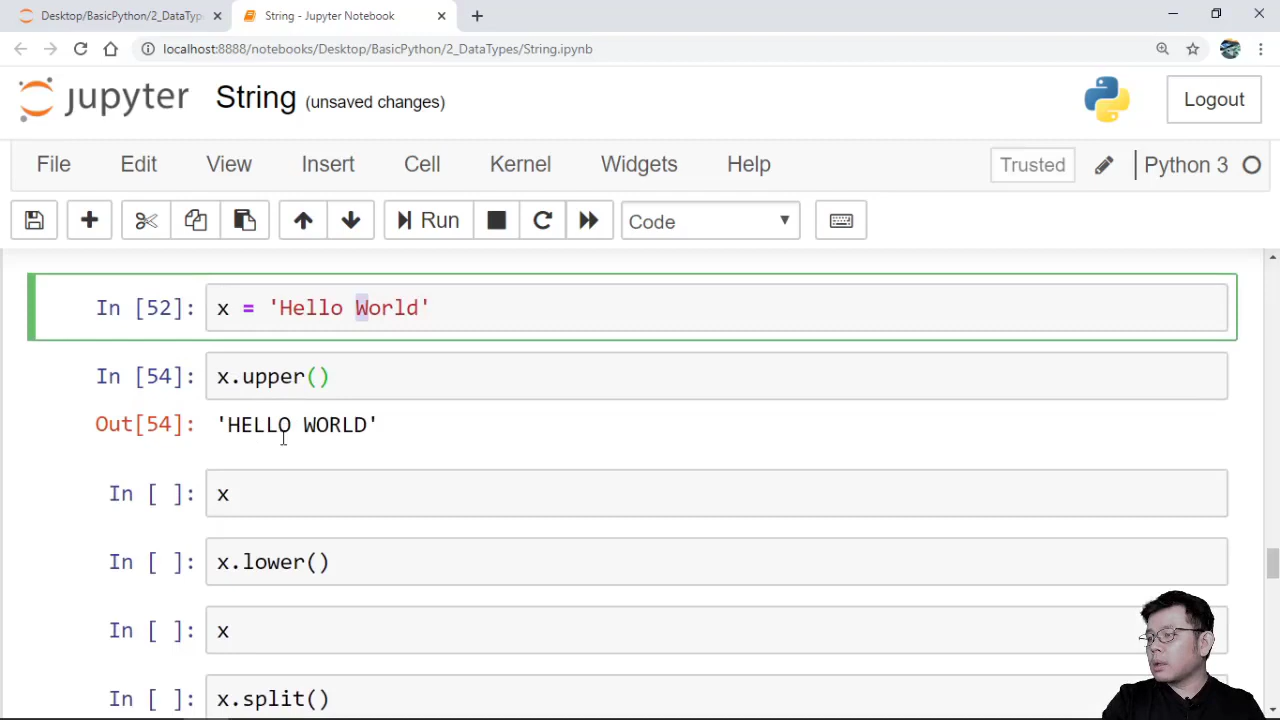 Desktop/BasicPython/2_DataTyp
String - Jupyter Notebook
localhost:8888/notebooks/Desktop/BasicPython/2_DataTypes/String.ipynb
jupyter String (unsaved changes)
Logout
File Edit View Insert Cell Kernel Widgets Help
Trusted
Python 3
Run
Code
In [52]: x = 'Hello World'
In [54]: x.upper()
Out[54]: 'HELLO WORLD'
In [ ]: x
In [ ]: x.lower()
In [ ]: x
In [ ]: x.split()